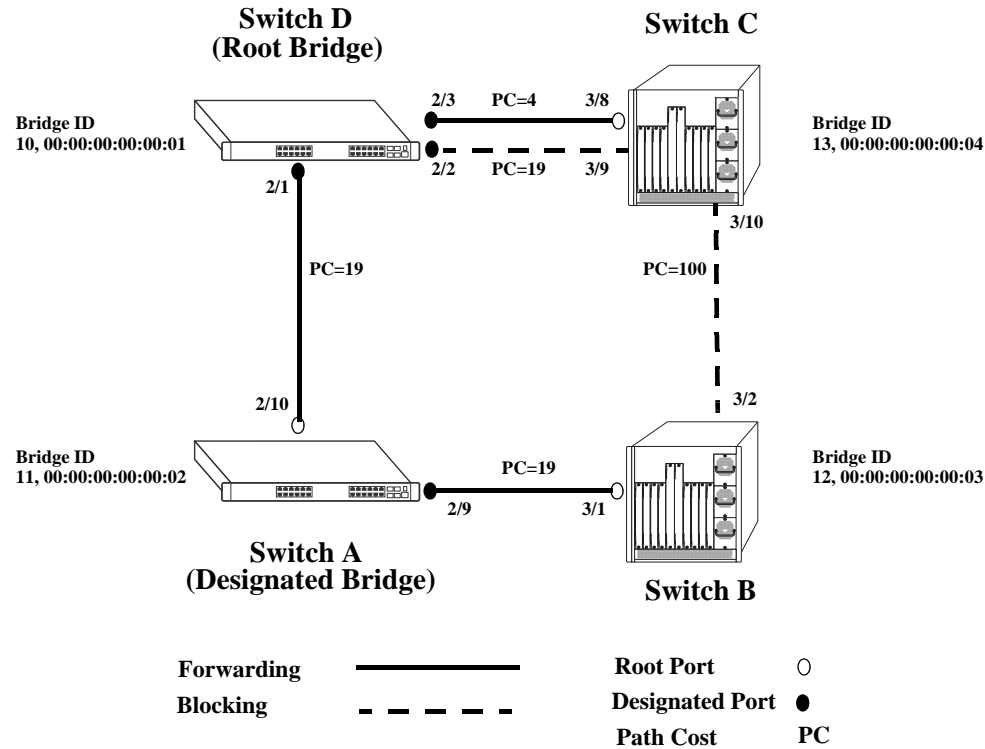 Switch D
(Root Bridge)
Switch C
Bridge ID
10, 00:00:00:00:00:01
2/3
PC=4
3/8
2/2
PC=19
3/9
Bridge ID
13, 00:00:00:00:00:04
2/1
3/10
PC=19
PC=100
2/10
3/2
Bridge ID
11, 00:00:00:00:00:02
PC=19
2/9
3/1
Bridge ID
12, 00:00:00:00:00:03
Switch A
(Designated Bridge)
Switch B
Forwarding
Root Port
Blocking
Designated Port
Path Cost
PC